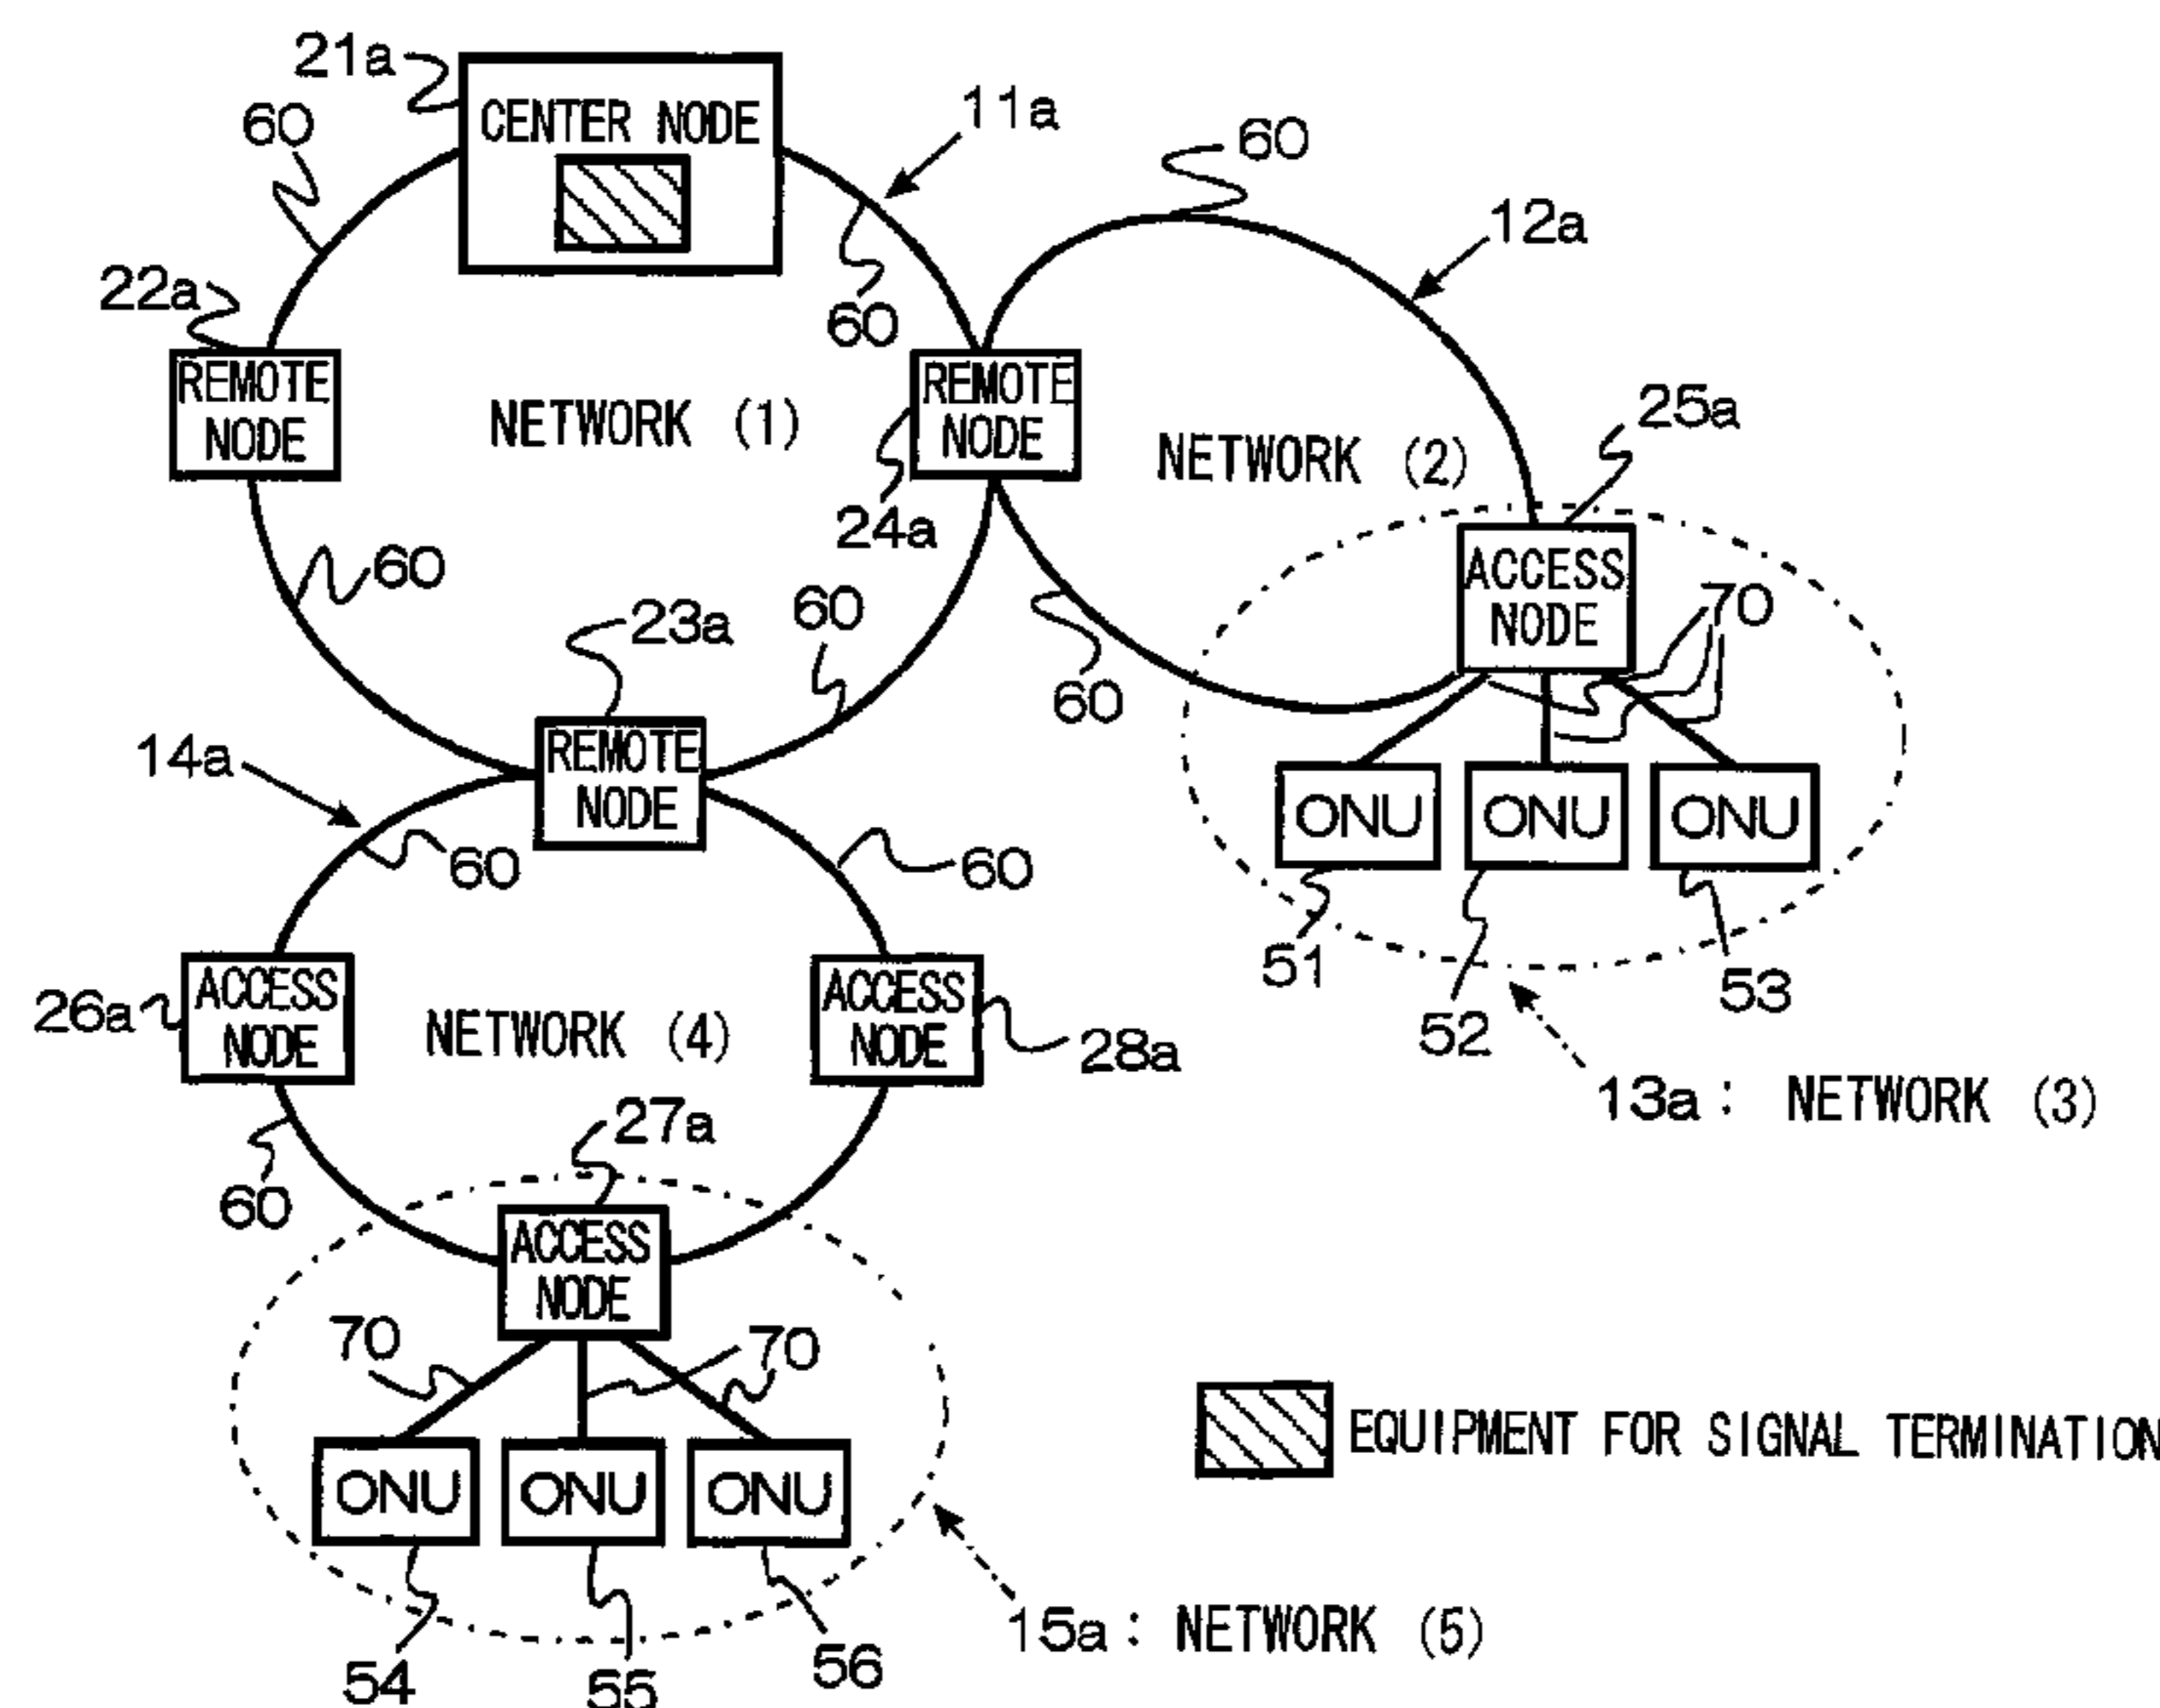 21a
CENTER NODE
60
11a
60
12a
22a
60
REMOTE
NODE
NETWORK (1)
REMOTE
NODE
25a
NETWORK (2)
24a
60
ACCESS
NODE
70
23a
60
60
14a
REMOTE
NODE
ONU
ONU
ONU
60
60
51
52
53
26a
ACCESS
NODE
NETWORK (4)
ACCESS
NODE
28a
13a: NETWORK (3)
27a
60
ACCESS
NODE
70
70
EQUIPMENT FOR SIGNAL TERMINATION
ONU
ONU
ONU
15a: NETWORK (5)
54
55
56